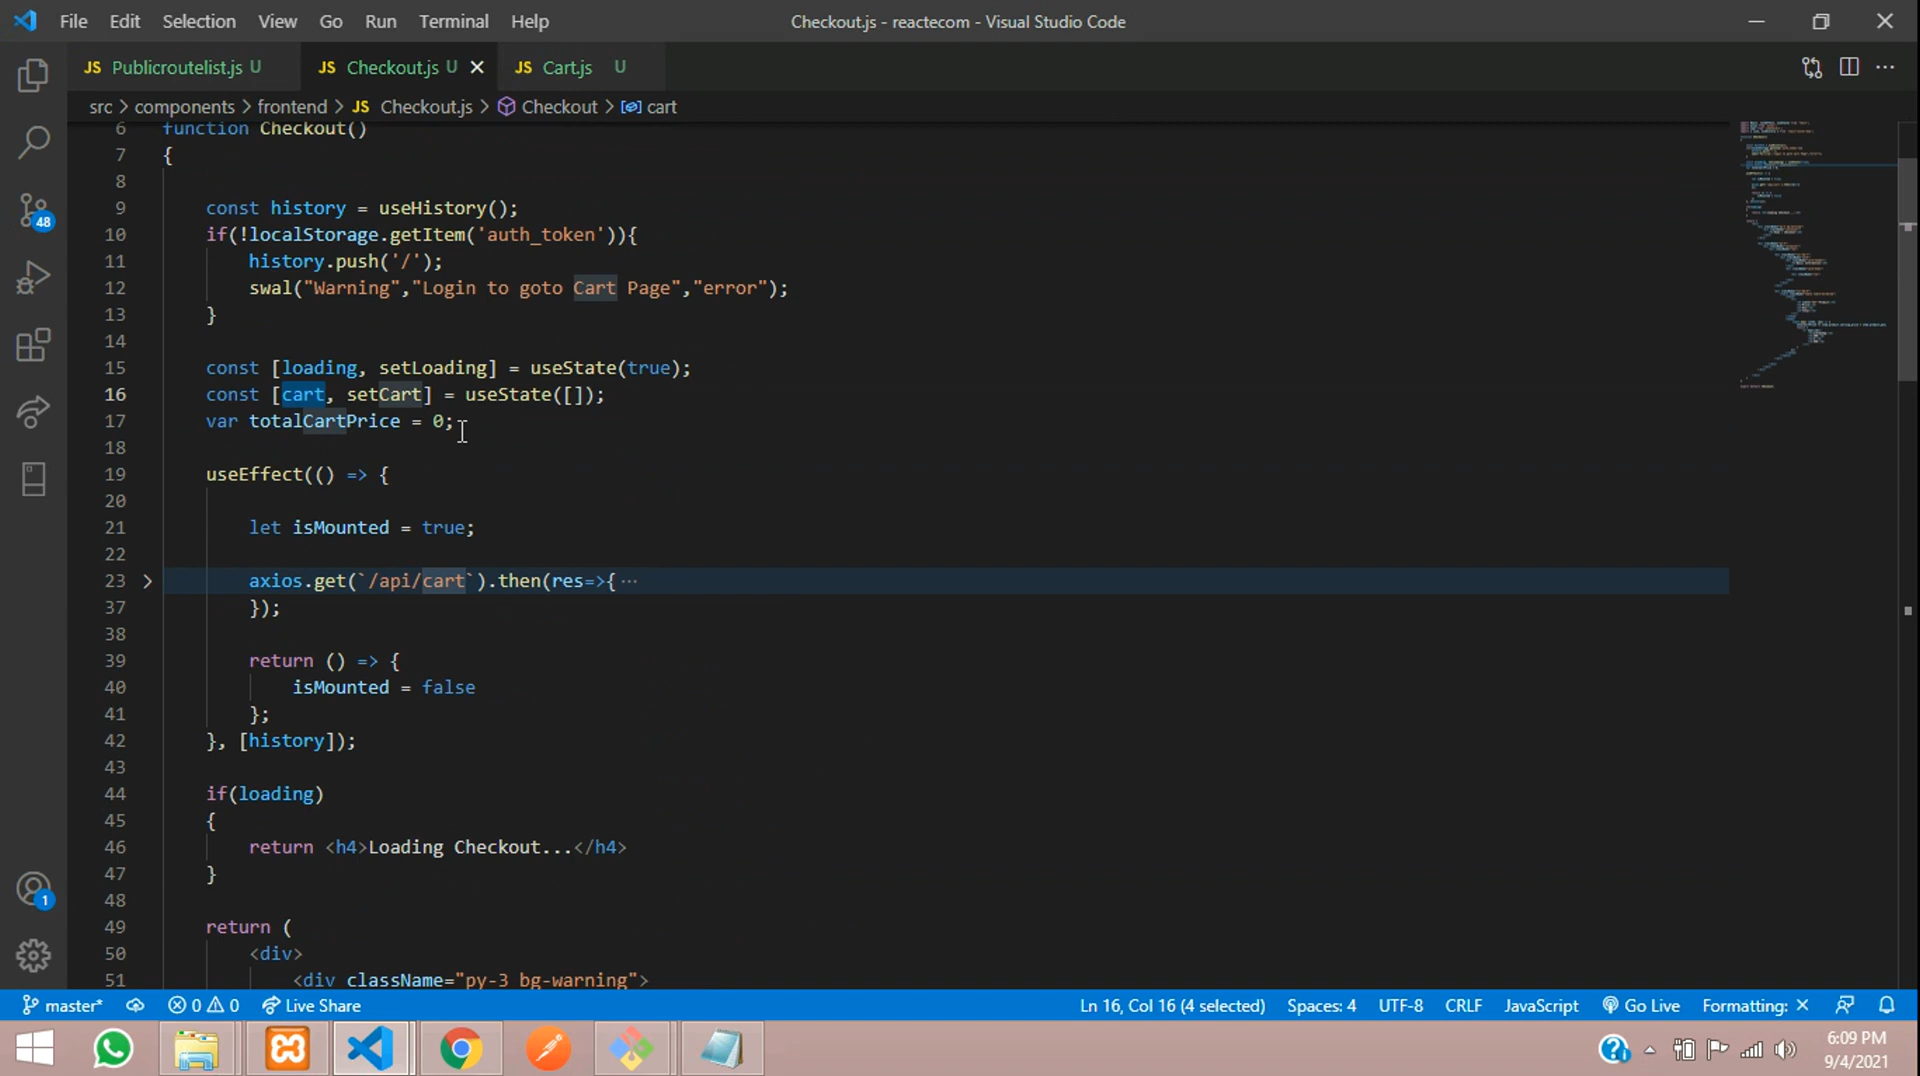 File Edit Selection View Go Run Terminal Help
Checkout.js - reactecom - Visual Studio Code
JS Publicroutelist.js U
JS Checkout.js U
JS Cart.js U
src > components > frontend > JS Checkout.js > Checkout > cart
6 function Checkout()
7 {
8
9 const history = useHistory();
10 if(!localStorage.getItem('auth_token')){
11 history.push('/');
12 swal("Warning","Login to goto Cart Page","error");
13 }
14
15 const [loading, setLoading] = useState(true);
16 const [cart, setCart] = useState([]);
17 var totalCartPrice = 0;
18
19 useEffect(() => {
20
21 let isMounted = true;
22
23 axios.get(`/api/cart`).then(res=>{ ...
37 });
38
39 return () => {
40 isMounted = false
41 };
42 }, [history]);
43
44 if(loading)
45 {
46 return <h4>Loading Checkout...</h4>
47 }
48
49 return (
50 <div>
51 <div className="py-3 bg-warning">
48
1
master* 0 0 Live Share
Ln 16, Col 16 (4 selected) Spaces: 4 UTF-8 CRLF JavaScript Go Live Formatting: ×
6:09 PM
9/4/2021